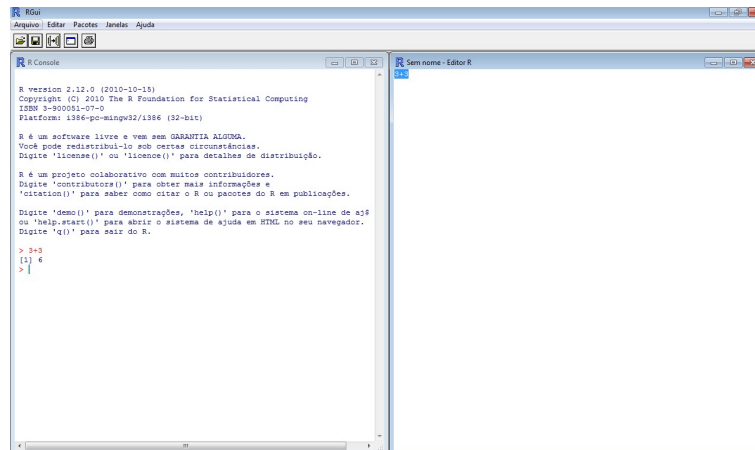 RGui
Arquivo Editar Pacotes Janelas Ajuda
R Console
R version 2.12.0 (2010-10-15)
Copyright (C) 2010 The R Foundation for Statistical Computing
ISBN 3-900051-07-0
Platform: i386-pc-mingw32/i386 (32-bit)
R é um software livre e vem sem GARANTIA ALGUMA.
Você pode redistribuí-lo sob certas circunstâncias.
Digite 'license()' ou 'licence()' para detalhes de distribuição.
R é um projeto colaborativo com muitos contribuidores.
Digite 'contributors()' para obter mais informações e
'citation()' para saber como citar o R ou pacotes do R em publicações.
Digite 'demo()' para demonstrações, 'help()' para o sistema on-line de aj$
ou 'help.start()' para abrir o sistema de ajuda em HTML no seu navegador.
Digite 'q()' para sair do R.
> 3+3
[1] 6
>
Sem nome - Editor R
3+3